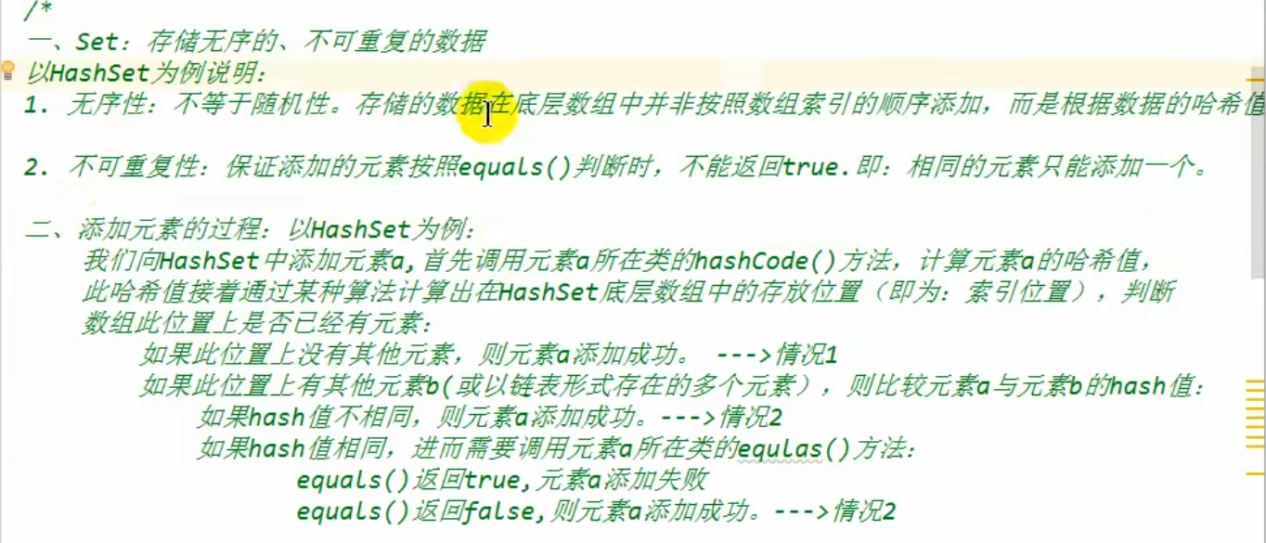 /*
一、Set：存储无序的、不可重复的数据
以HashSet为例说明：
1. 无序性：不等于随机性。存储的数据在底层数组中并非按照数组索引的顺序添加，而是根据数据的哈希值
2. 不可重复性：保证添加的元素按照equals()判断时，不能返回true.即：相同的元素只能添加一个。
二、添加元素的过程：以HashSet为例：
我们向HashSet中添加元素a,首先调用元素a所在类的hashCode()方法，计算元素a的哈希值，
此哈希值接着通过某种算法计算出在HashSet底层数组中的存放位置（即为：索引位置），判断
数组此位置上是否已经有元素：
如果此位置上没有其他元素，则元素a添加成功。 --->情况1
如果此位置上有其他元素b(或以链表形式存在的多个元素），则比较元素a与元素b的hash值：
如果hash值不相同，则元素a添加成功。--->情况2
如果hash值相同，进而需要调用元素a所在类的equlas()方法：
equals()返回true,元素a添加失败
equals()返回false,则元素a添加成功。--->情况2